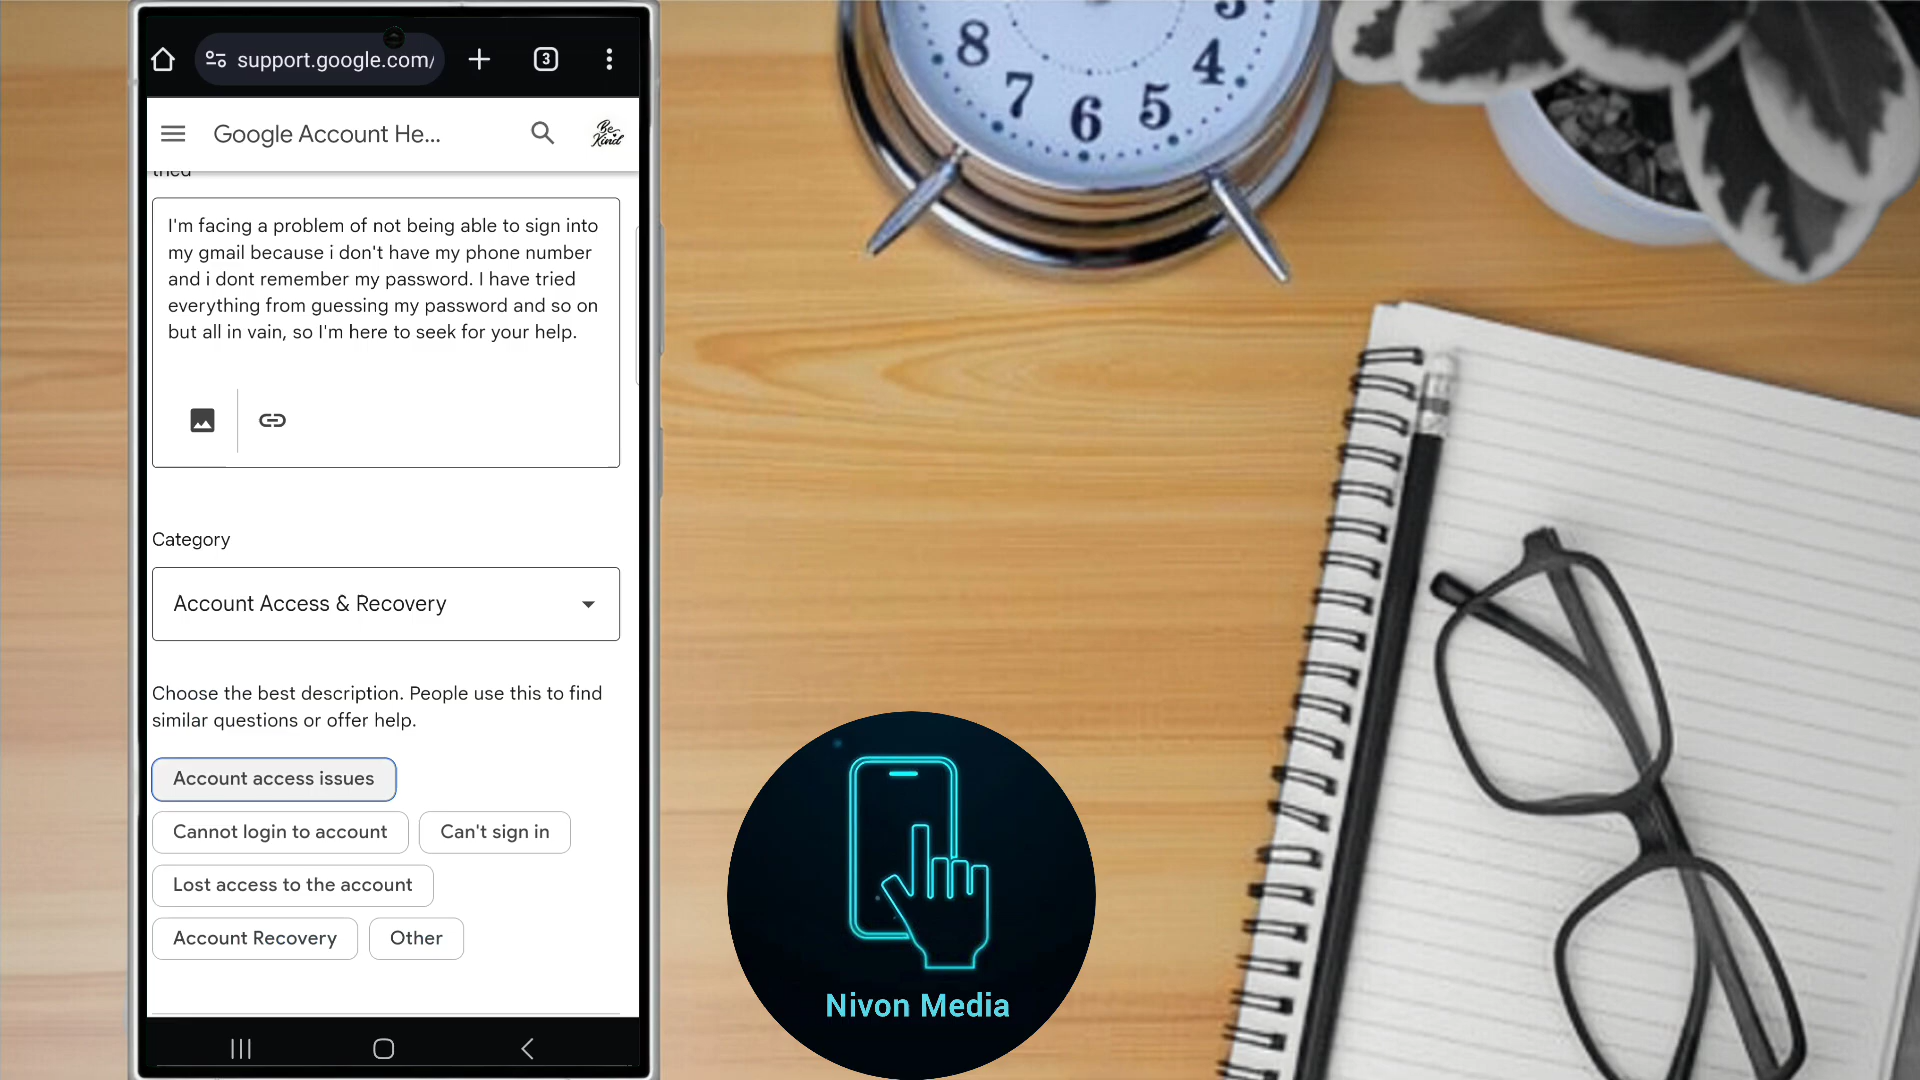 support.google.com/
3
Google Account He...
Be Kind
tried
I'm facing a problem of not being able to sign into
my gmail because i don't have my phone number
and i dont remember my password. I have tried
everything from guessing my password and so on
but all in vain, so I'm here to seek for your help.
Category
Account Access & Recovery
Choose the best description. People use this to find
similar questions or offer help.
Account access issues
Cannot login to account
Can't sign in
Lost access to the account
Account Recovery
Other
8 7 6 5 4 3
Nivon Media